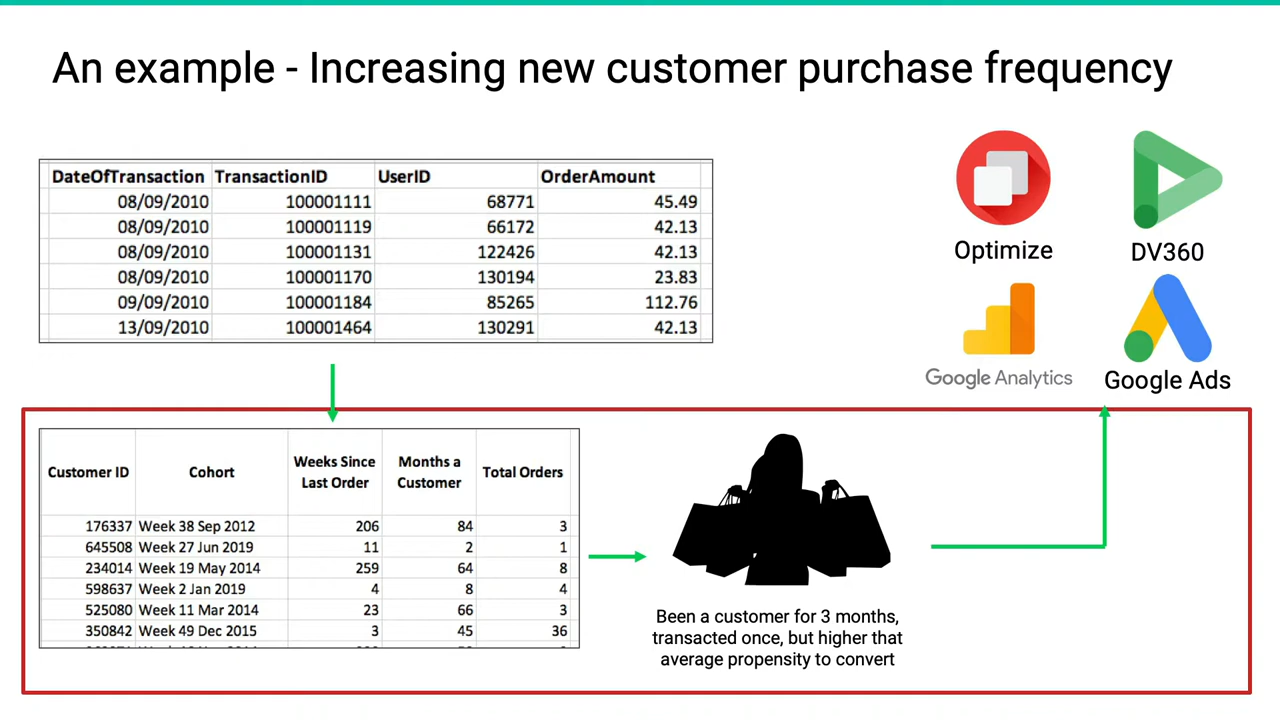 An example - Increasing new customer purchase frequency
DateOfTransaction TransactionID UserID OrderAmount
08/09/2010 100001111 68771 45.49
08/09/2010 100001119 66172 42.13
08/09/2010 100001131 122426 42.13
08/09/2010 100001170 130194 23.83
09/09/2010 100001184 85265 112.76
13/09/2010 100001464 130291 42.13
Optimize
DV360
Google Analytics
Google Ads
Customer ID Cohort Weeks Since Last Order Months a Customer Total Orders
176337 Week 38 Sep 2012 206 84 3
645508 Week 27 Jun 2019 11 2 1
234014 Week 19 May 2014 259 64 8
598637 Week 2 Jan 2019 4 8 4
525080 Week 11 Mar 2014 23 66 3
350842 Week 49 Dec 2015 3 45 36
Been a customer for 3 months,
transacted once, but higher that
average propensity to convert